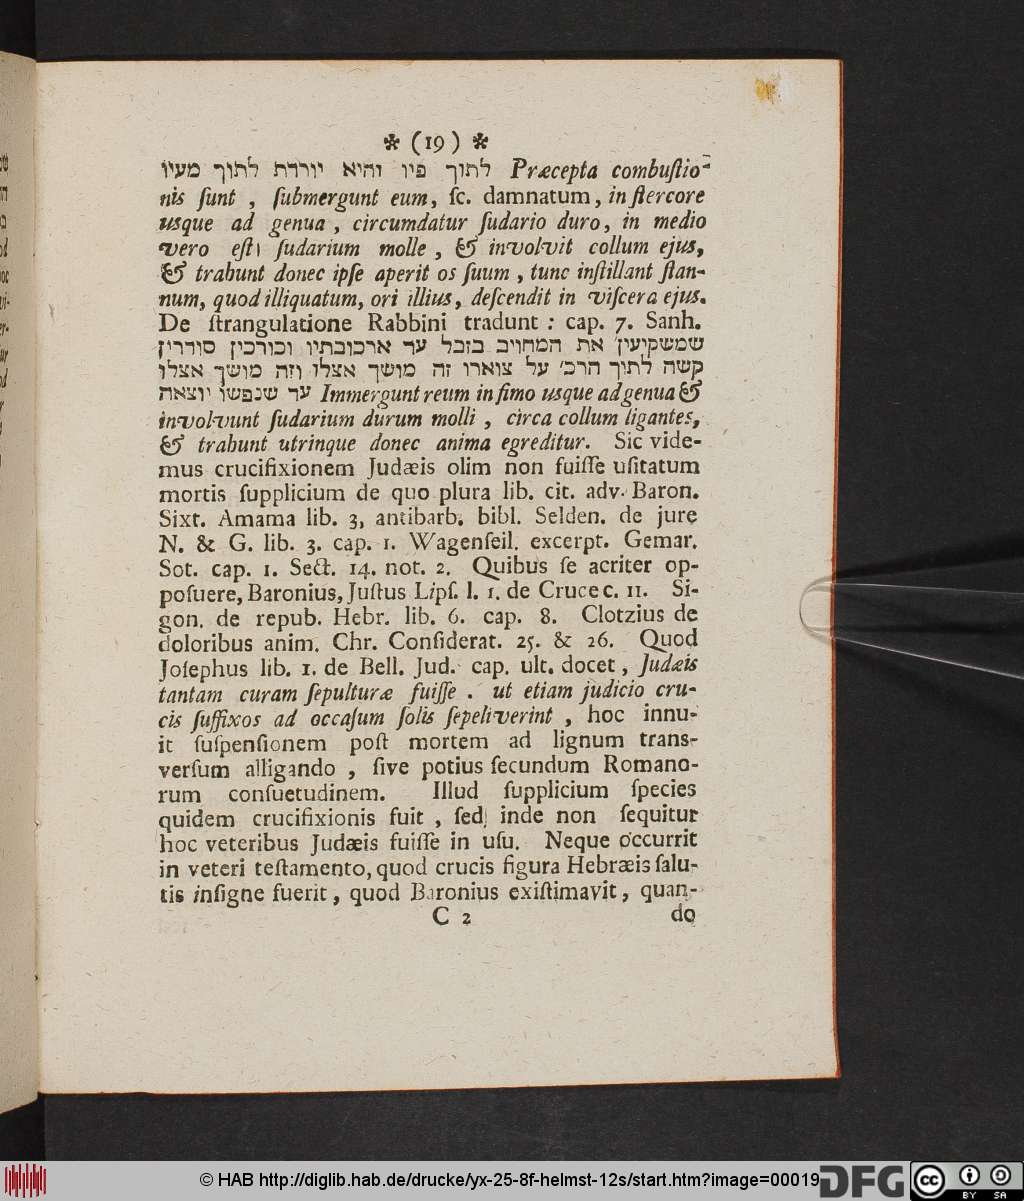 * (19) *
לתוך פיו והיא יורדת לתוך מעיו Præcepta combuſtio-
nis ſunt, ſubmergunt eum, ſc. damnatum, in ſtercore
usque ad genua, circumdatur ſudario duro, in medio
vero eſt ſudarium molle, & involvit collum ejus,
& trahunt donec ipſe aperit os ſuum, tunc inſtillant ſtan-
num, quod illiquatum, ori illius, deſcendit in viſcera ejus.
De ſtrangulatione Rabbini tradunt: cap. 7. Sanh.
שמשקיעין את המחויב בזבל עד ארכובתיו וכורכין סודרין
קשה לתוך הרכ׳ על צוארו זה מושך אצלו וזה מושך אצלו
עד שנפשו יוצאה Immergunt reum in fimo usque ad genua &
involvunt ſudarium durum molli, circa collum ligantes,
& trahunt utrinque donec anima egreditur. Sic vide-
mus crucifixionem Judæis olim non fuiſſe uſitatum
mortis ſupplicium de quo plura lib. cit. adv. Baron.
Sixt. Amama lib. 3, antibarb. bibl. Selden. de jure
N. & G. lib. 3. cap. 1. Wagenſeil. excerpt. Gemar.
Sot. cap. 1. Sect. 14. not. 2. Quibus ſe acriter op-
poſuere, Baronius, Juſtus Lipſ. l. 1. de Cruce c. 11. Si-
gon. de repub. Hebr. lib. 6. cap. 8. Clotzius de
doloribus anim. Chr. Conſiderat. 25. & 26. Quod
Joſephus lib. 1. de Bell. Jud. cap. ult. docet, Judæis
tantam curam ſepulturæ fuiſſe. ut etiam judicio cru-
cis ſuffixos ad occaſum ſolis ſepeliverint, hoc innu-
it ſuſpenſionem poſt mortem ad lignum trans-
verſum alligando, ſive potius ſecundum Romano-
rum conſuetudinem. Illud ſupplicium ſpecies
quidem crucifixionis fuit, ſed inde non ſequitur
hoc veteribus Judæis fuiſſe in uſu. Neque occurrit
in veteri teſtamento, quod crucis figura Hebræis ſalu-
tis inſigne fuerit, quod Baronius exiſtimavit, quan-
C 2 do
© HAB http://diglib.hab.de/drucke/yx-25-8f-helmst-12s/start.htm?image=00019
DFG cc BY SA